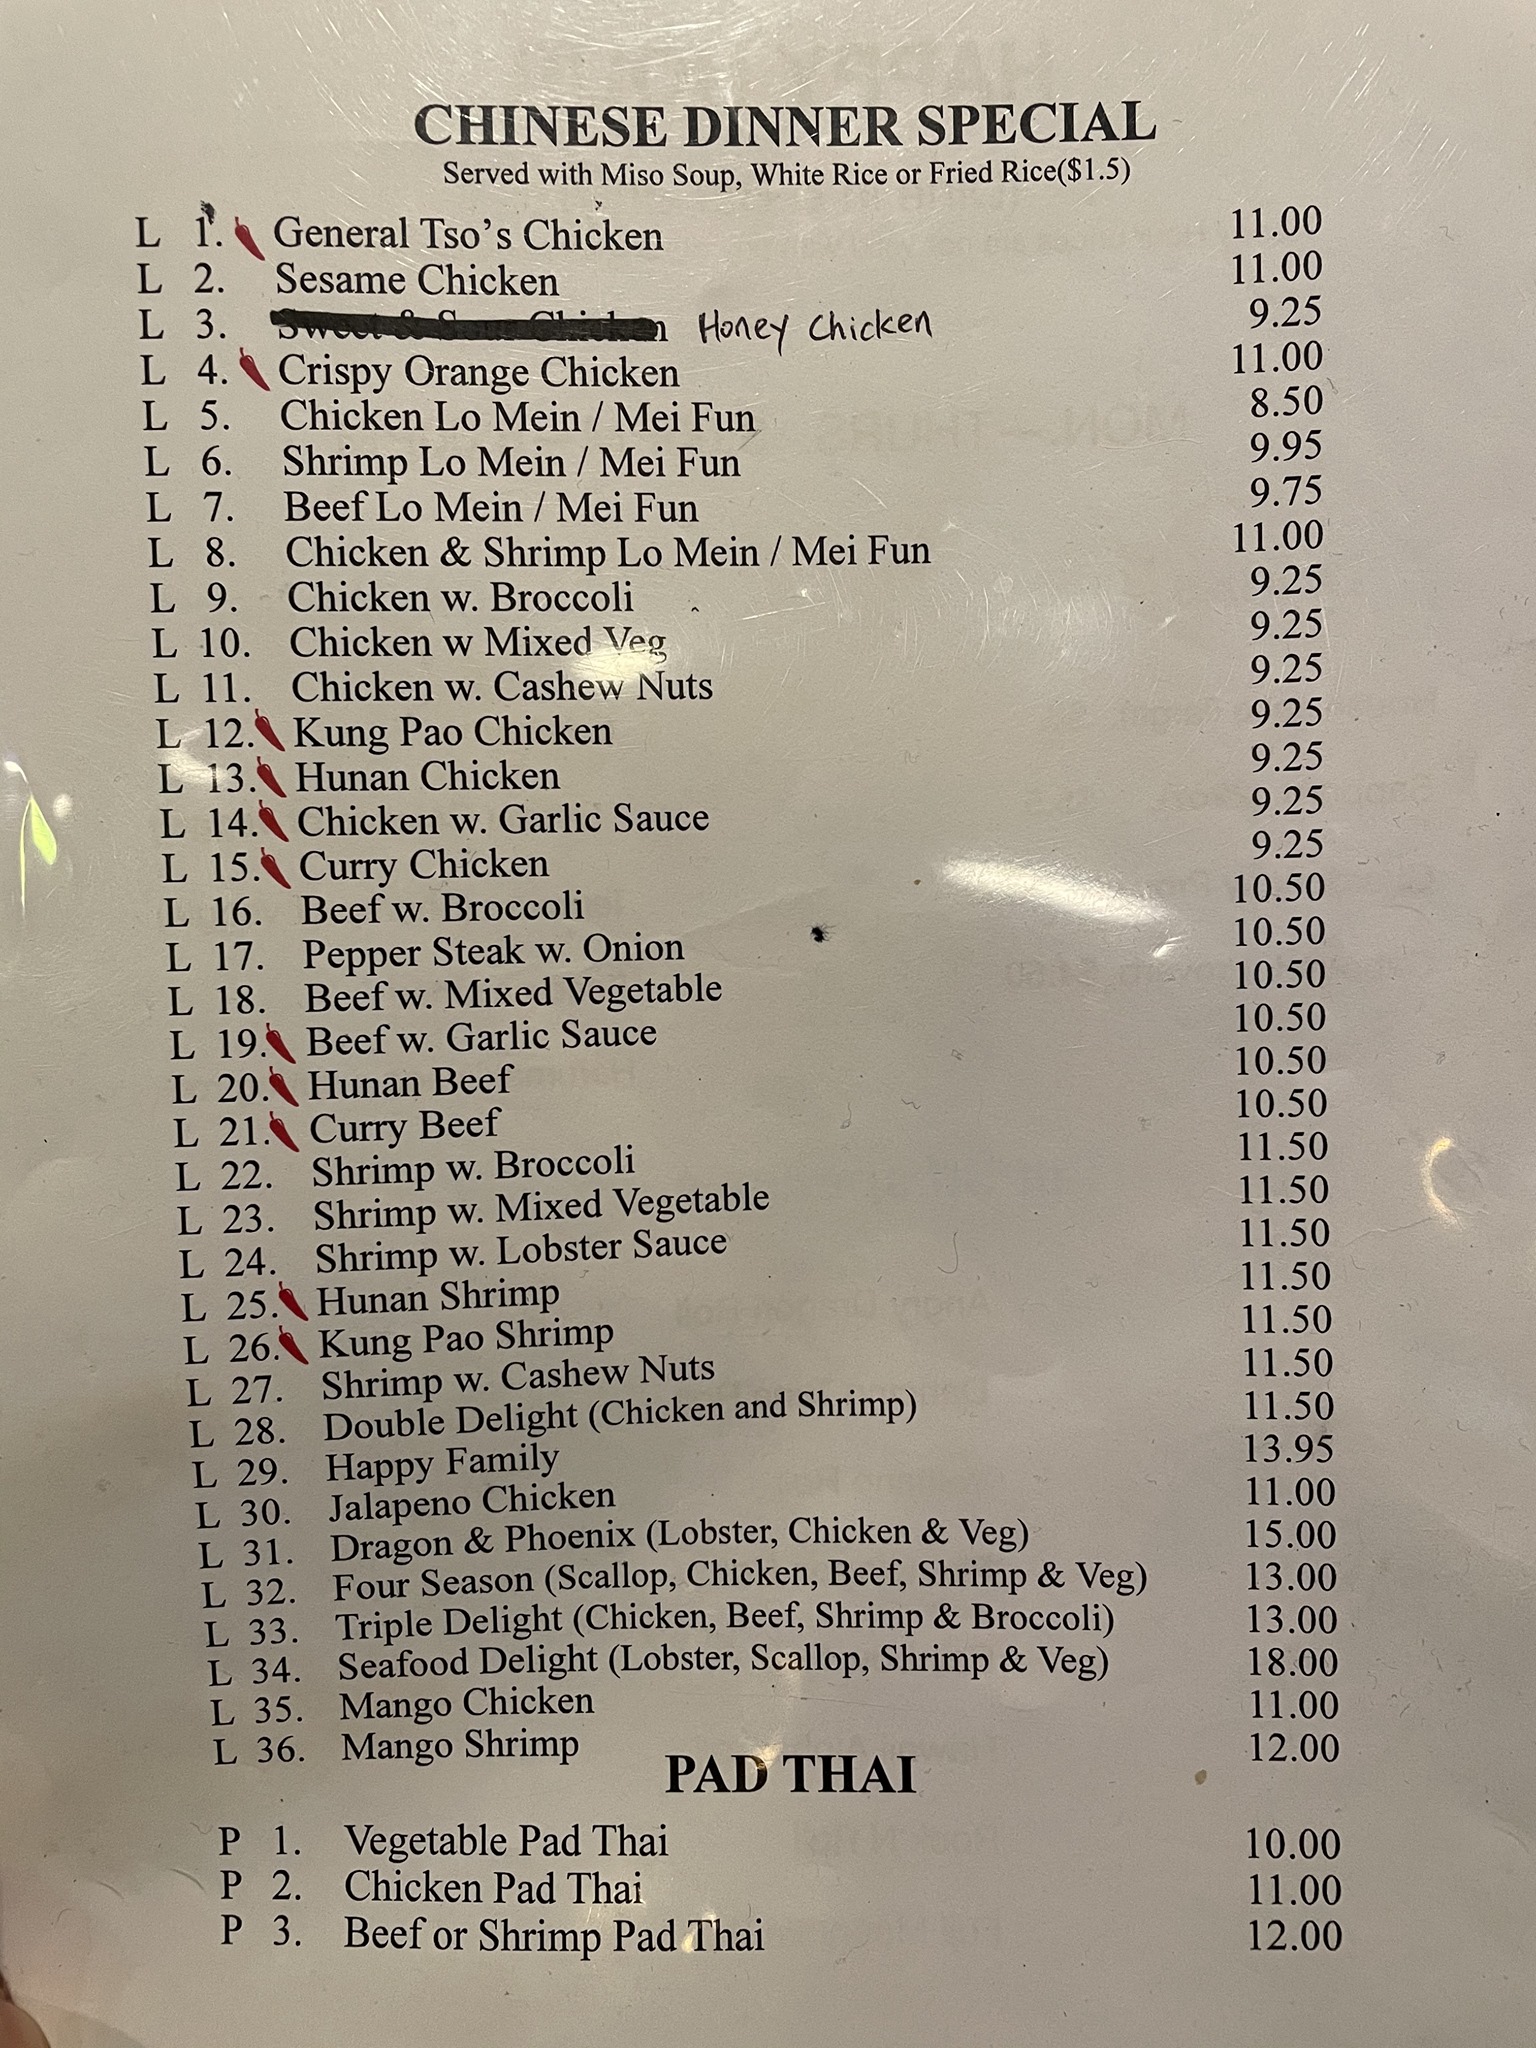 CHINESE DINNER SPECIAL
Served with Miso Soup, White Rice or Fried Rice($1.5)
L 1. General Tso's Chicken 11.00
L 2. Sesame Chicken 11.00
L 3. Sweet & Sour Chicken Honey Chicken 9.25
L 4. Crispy Orange Chicken 11.00
L 5. Chicken Lo Mein / Mei Fun 8.50
L 6. Shrimp Lo Mein / Mei Fun 9.95
L 7. Beef Lo Mein / Mei Fun 9.75
L 8. Chicken & Shrimp Lo Mein / Mei Fun 11.00
L 9. Chicken w. Broccoli 9.25
L 10. Chicken w Mixed Veg 9.25
L 11. Chicken w. Cashew Nuts 9.25
L 12. Kung Pao Chicken 9.25
L 13. Hunan Chicken 9.25
L 14. Chicken w. Garlic Sauce 9.25
L 15. Curry Chicken 9.25
L 16. Beef w. Broccoli 10.50
L 17. Pepper Steak w. Onion 10.50
L 18. Beef w. Mixed Vegetable 10.50
L 19. Beef w. Garlic Sauce 10.50
L 20. Hunan Beef 10.50
L 21. Curry Beef 10.50
L 22. Shrimp w. Broccoli 11.50
L 23. Shrimp w. Mixed Vegetable 11.50
L 24. Shrimp w. Lobster Sauce 11.50
L 25. Hunan Shrimp 11.50
L 26. Kung Pao Shrimp 11.50
L 27. Shrimp w. Cashew Nuts 11.50
L 28. Double Delight (Chicken and Shrimp) 11.50
L 29. Happy Family 13.95
L 30. Jalapeno Chicken 11.00
L 31. Dragon & Phoenix (Lobster, Chicken & Veg) 15.00
L 32. Four Season (Scallop, Chicken, Beef, Shrimp & Veg) 13.00
L 33. Triple Delight (Chicken, Beef, Shrimp & Broccoli) 13.00
L 34. Seafood Delight (Lobster, Scallop, Shrimp & Veg) 18.00
L 35. Mango Chicken 11.00
L 36. Mango Shrimp 12.00
PAD THAI
P 1. Vegetable Pad Thai 10.00
P 2. Chicken Pad Thai 11.00
P 3. Beef or Shrimp Pad Thai 12.00